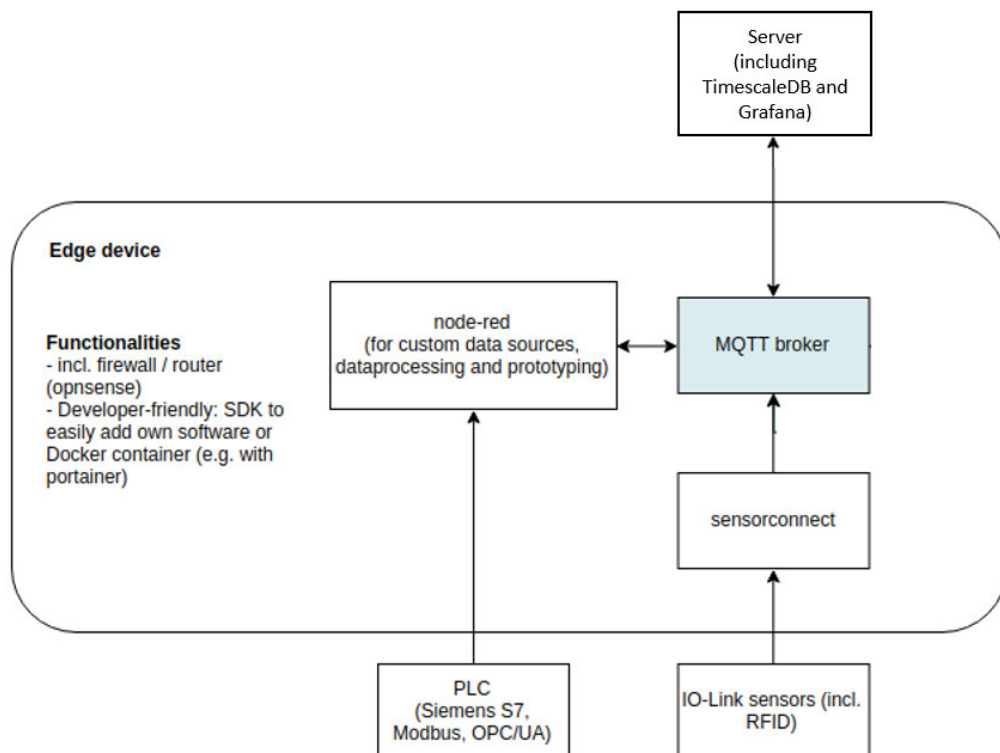 Server
(including
TimescaleDB and
Grafana)
Edge device
Functionalities
- incl. firewall / router
(opnsense)
- Developer-friendly: SDK to
easily add own software or
Docker container (e.g. with
portainer)
node-red
(for custom data sources,
dataprocessing and prototyping)
MQTT broker
sensorconnect
PLC
(Siemens S7,
Modbus, OPC/UA)
IO-Link sensors (incl.
RFID)